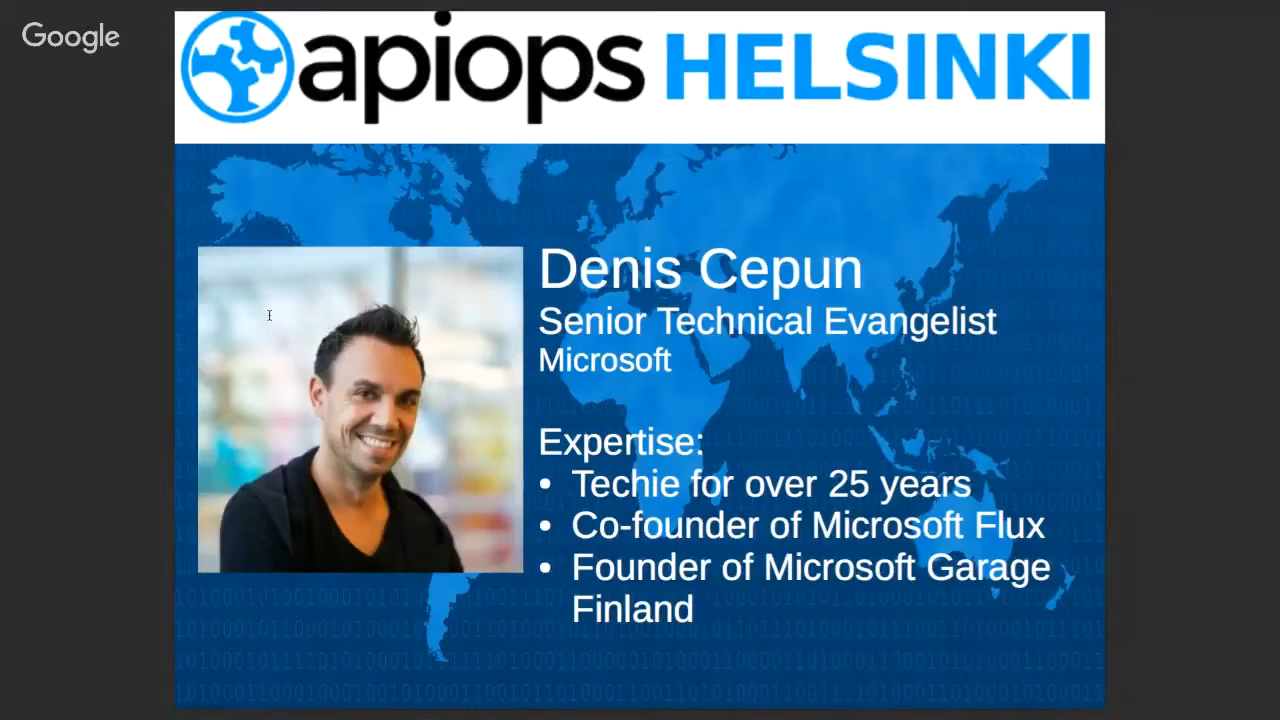 Google
apiops HELSINKI
Denis Cepun
Senior Technical Evangelist
Microsoft
Expertise:
• Techie for over 25 years
• Co-founder of Microsoft Flux
• Founder of Microsoft Garage
Finland